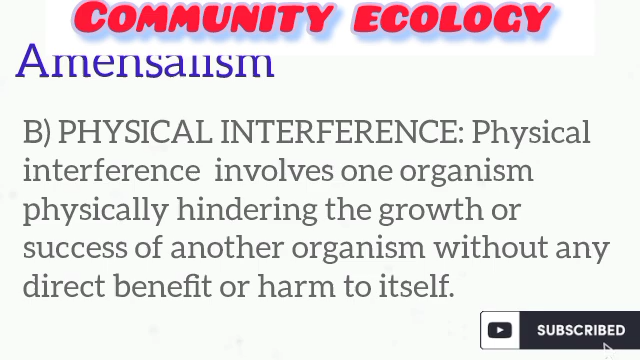 COMMUNITY ECOLOGY
Amensalism
B) PHYSICAL INTERFERENCE: Physical
interference involves one organism
physically hindering the growth or
success of another organism without any
direct benefit or harm to itself.
SUBSCRIBED